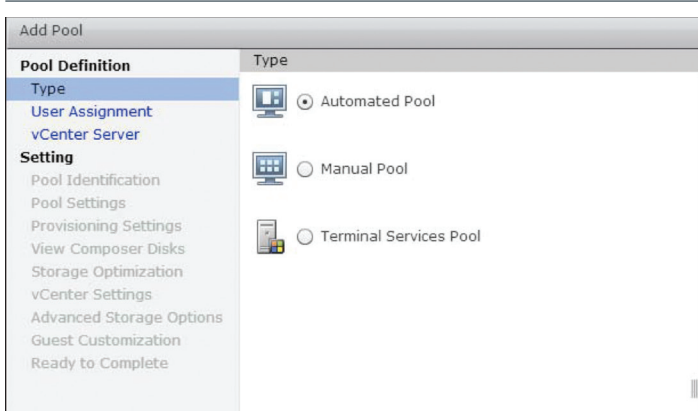 Add Pool
Pool Definition
Type
User Assignment
vCenter Server
Setting
Pool Identification
Pool Settings
Provisioning Settings
View Composer Disks
Storage Optimization
vCenter Settings
Advanced Storage Options
Guest Customization
Ready to Complete
Type
Automated Pool
Manual Pool
Terminal Services Pool